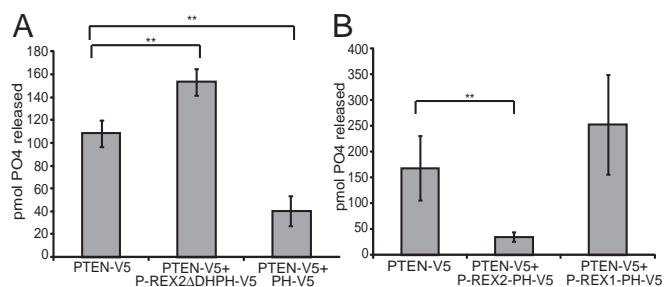 A
**
**
pmol PO4 released
180
160
140
120
100
80
60
40
20
0
PTEN-V5
PTEN-V5+
P-REX2ΔDHPH-V5
PTEN-V5+
PH-V5
B
**
pmol PO4 released
400
350
300
250
200
150
100
50
0
PTEN-V5
PTEN-V5+
P-REX2-PH-V5
PTEN-V5+
P-REX1-PH-V5